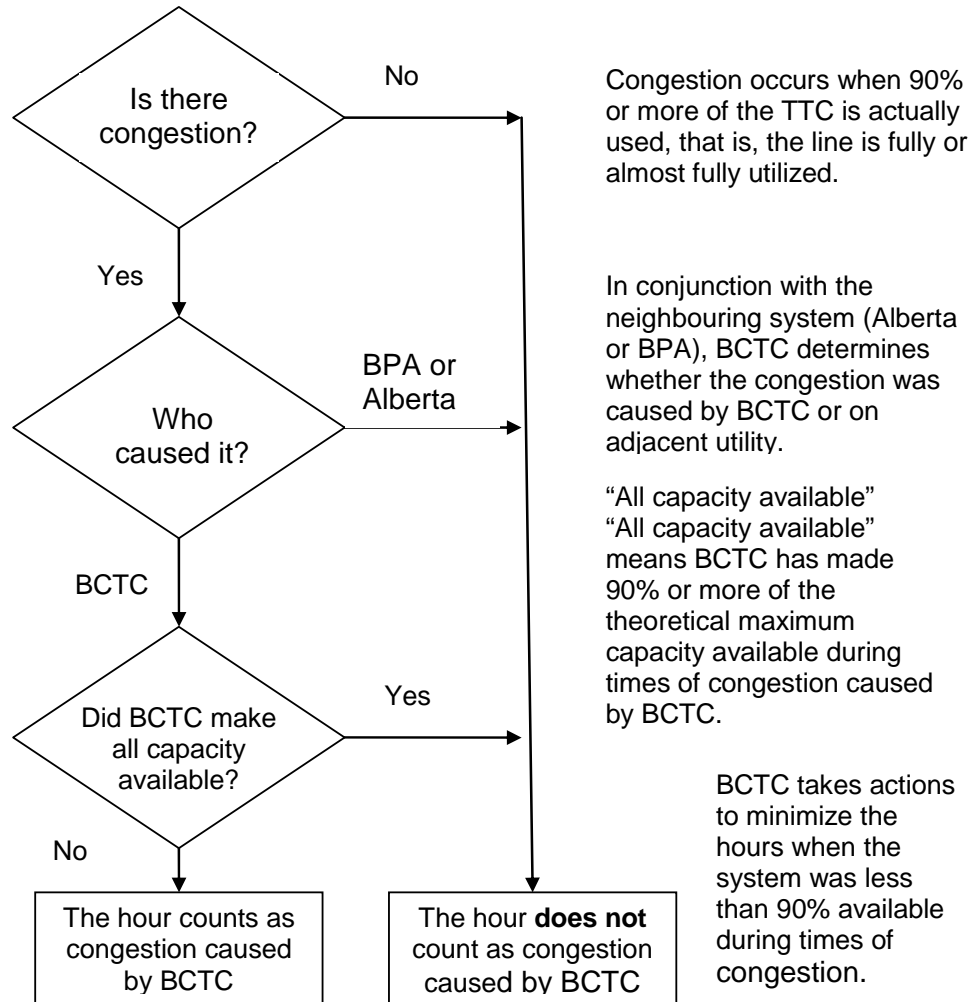 No
Is there
congestion?
Congestion occurs when 90%
or more of the TTC is actually
used, that is, the line is fully or
almost fully utilized.
Yes
In conjunction with the
neighbouring system (Alberta
or BPA), BCTC determines
whether the congestion was
caused by BCTC or on
adjacent utility.
BPA or
Alberta
Who
caused it?
“All capacity available”
“All capacity available”
means BCTC has made
90% or more of the
theoretical maximum
capacity available during
times of congestion caused
by BCTC.
BCTC
Yes
Did BCTC make
all capacity
available?
BCTC takes actions
to minimize the
hours when the
system was less
than 90% available
during times of
congestion.
No
The hour counts as
congestion caused
by BCTC
The hour does not
count as congestion
caused by BCTC